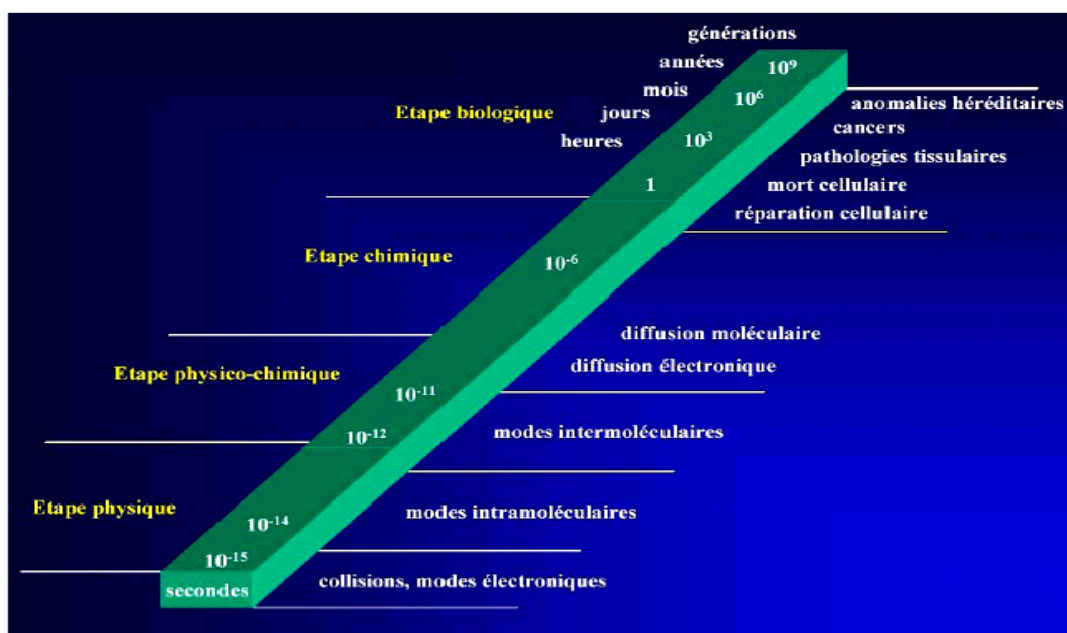 générations
années
mois
jours
heures
Etape biologique
Etape chimique
Etape physico-chimique
Etape physique
10⁹
10⁶
10³
1
10⁻⁶
10⁻¹¹
10⁻¹²
10⁻¹⁴
10⁻¹⁵
secondes
anomalies héréditaires
cancers
pathologies tissulaires
mort cellulaire
réparation cellulaire
diffusion moléculaire
diffusion électronique
modes intermoléculaires
modes intramoléculaires
collisions, modes électroniques